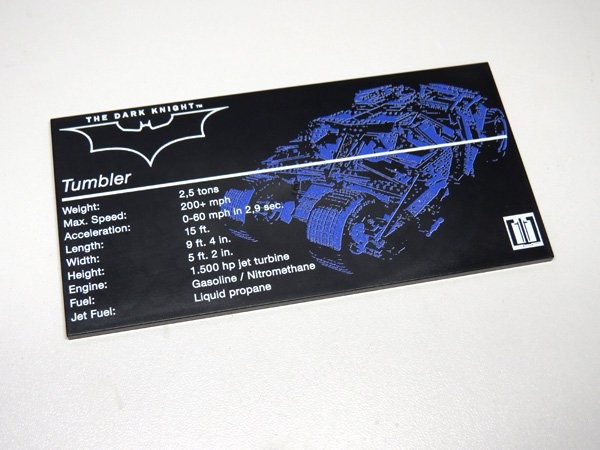 THE DARK KNIGHT™
Tumbler
Weight: 2,5 tons
Max. Speed: 200+ mph
Acceleration: 0-60 mph in 2,9 sec.
Length: 15 ft.
Width: 9 ft. 4 in.
Height: 5 ft. 2 in.
Engine: 1.500 hp jet turbine
Fuel: Gasoline / Nitromethane
Jet Fuel: Liquid propane